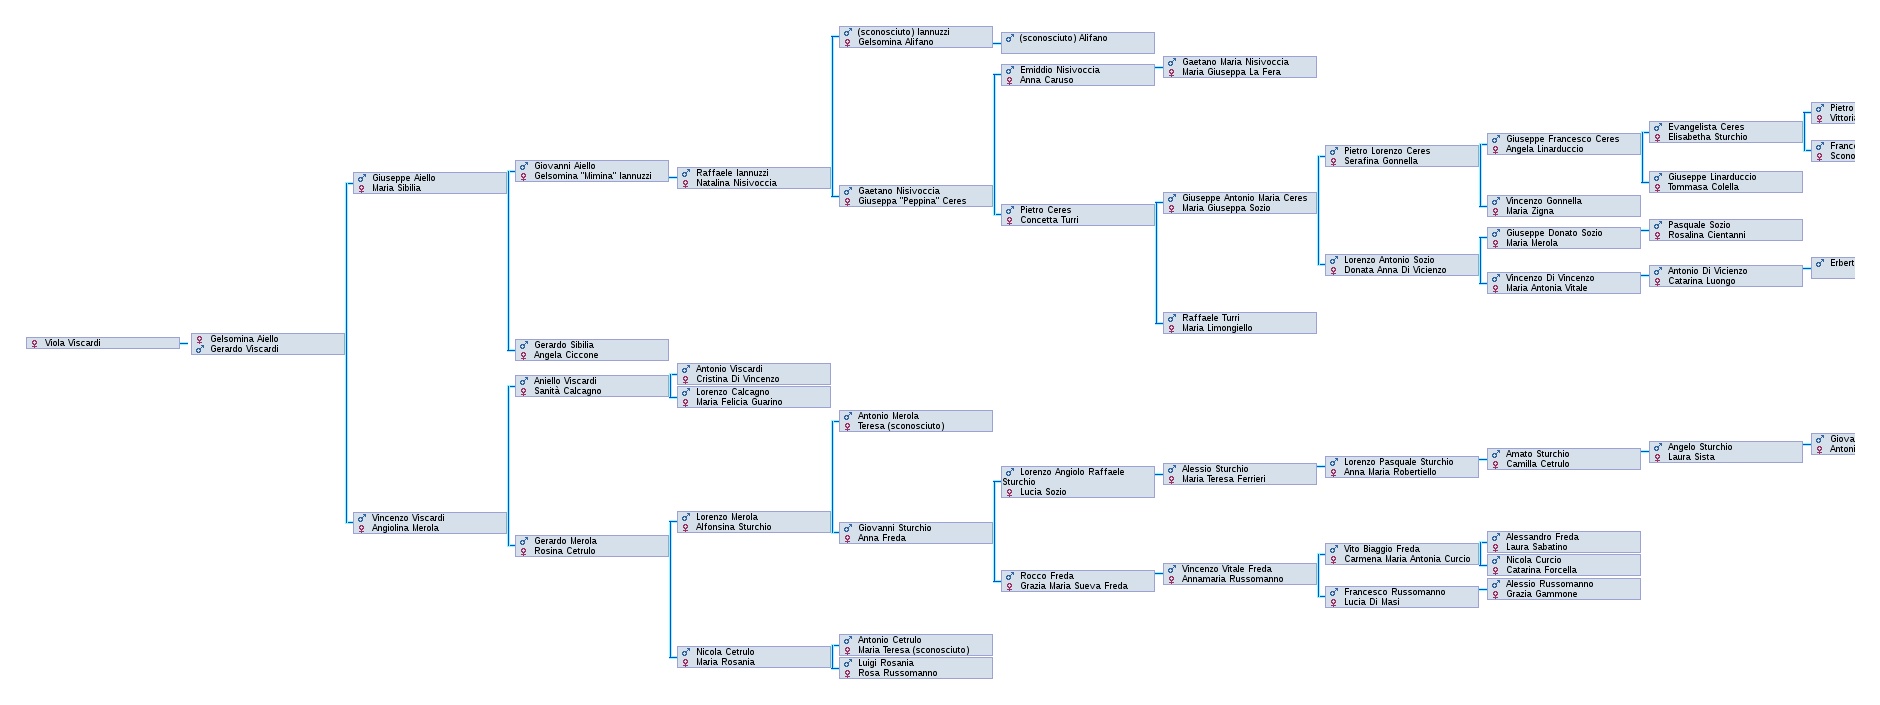 Viola Viscardi
Gelsomina Aiello
Gerardo Viscardi
Giuseppe Aiello
Maria Sibilia
Vincenzo Viscardi
Angiolina Merola
Giovanni Aiello
Gelsomina "Mimina" Iannuzzi
Gerardo Sibilia
Angela Ciccone
Aniello Viscardi
Sanità Calcagno
Gerardo Merola
Rosina Cetrulo
Raffaele Iannuzzi
Natalina Nisivoccia
Antonio Viscardi
Cristina Di Vincenzo
Lorenzo Calcagno
Maria Felicia Guarino
Lorenzo Merola
Alfonsina Sturchio
Nicola Cetrulo
Maria Rosania
(sconosciuto) Iannuzzi
Gelsomina Alifano
Gaetano Nisivoccia
Giuseppa "Peppina" Ceres
Antonio Merola
Teresa (sconosciuto)
Giovanni Sturchio
Anna Freda
Antonio Cetrulo
Maria Teresa (sconosciuto)
Luigi Rosania
Rosa Russomanno
(sconosciuto) Alifano
Emiddio Nisivoccia
Anna Caruso
Pietro Ceres
Concetta Turri
Lorenzo Angiolo Raffaele
Sturchio
Lucia Sozio
Rocco Freda
Grazia Maria Sueva Freda
Gaetano Maria Nisivoccia
Maria Giuseppa La Fera
Giuseppe Antonio Maria Ceres
Maria Giuseppa Sozio
Raffaele Turri
Maria Limongiello
Alessio Sturchio
Maria Teresa Ferrieri
Vincenzo Vitale Freda
Annamaria Russomanno
Pietro Lorenzo Ceres
Serafina Gonnella
Lorenzo Antonio Sozio
Donata Anna Di Vicienzo
Lorenzo Pasquale Sturchio
Anna Maria Robertiello
Vito Biaggio Freda
Carmena Maria Antonia Curcio
Francesco Russomanno
Lucia Di Masi
Giuseppe Francesco Ceres
Angela Linarduccio
Vincenzo Gonnella
Maria Zigna
Giuseppe Donato Sozio
Maria Merola
Vincenzo Di Vincenzo
Maria Antonia Vitale
Amato Sturchio
Camilla Cetrulo
Alessandro Freda
Laura Sabatino
Nicola Curcio
Catarina Forcella
Alessio Russomanno
Grazia Gammone
Evangelista Ceres
Elisabetha Sturchio
Giuseppe Linarduccio
Tommasa Colella
Pasquale Sozio
Rosalina Cientanni
Antonio Di Vicienzo
Catarina Luongo
Angelo Sturchio
Laura Sista
Pietro
Vittori
France
Scono
Erbert
Giova
Antoni